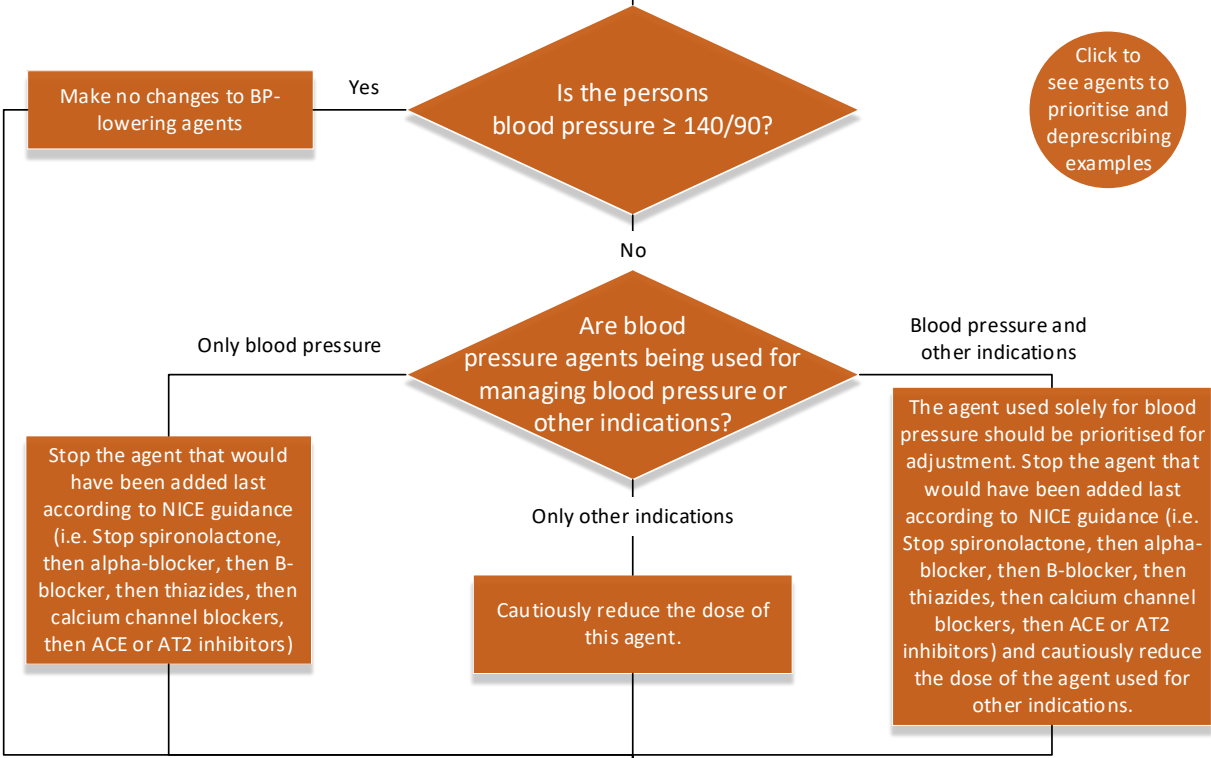 Make no changes to BP-
lowering agents
Yes
Is the persons
blood pressure ≥ 140/90?
Click to
see agents to
prioritise and
deprescribing
examples
No
Only blood pressure
Are blood
pressure agents being used for
managing blood pressure or
other indications?
Blood pressure and
other indications
Stop the agent that would
have been added last
according to NICE guidance
(i.e. Stop spironolactone,
then alpha-blocker, then B-
blocker, then thiazides, then
calcium channel blockers,
then ACE or AT2 inhibitors)
Only other indications
Cautiously reduce the dose of
this agent.
The agent used solely for blood
pressure should be prioritised for
adjustment. Stop the agent that
would have been added last
according to  NICE guidance (i.e.
Stop spironolactone, then alpha-
blocker, then B-blocker, then
thiazides, then calcium channel
blockers, then ACE or AT2
inhibitors) and cautiously reduce
the dose of the agent used for
other indications.